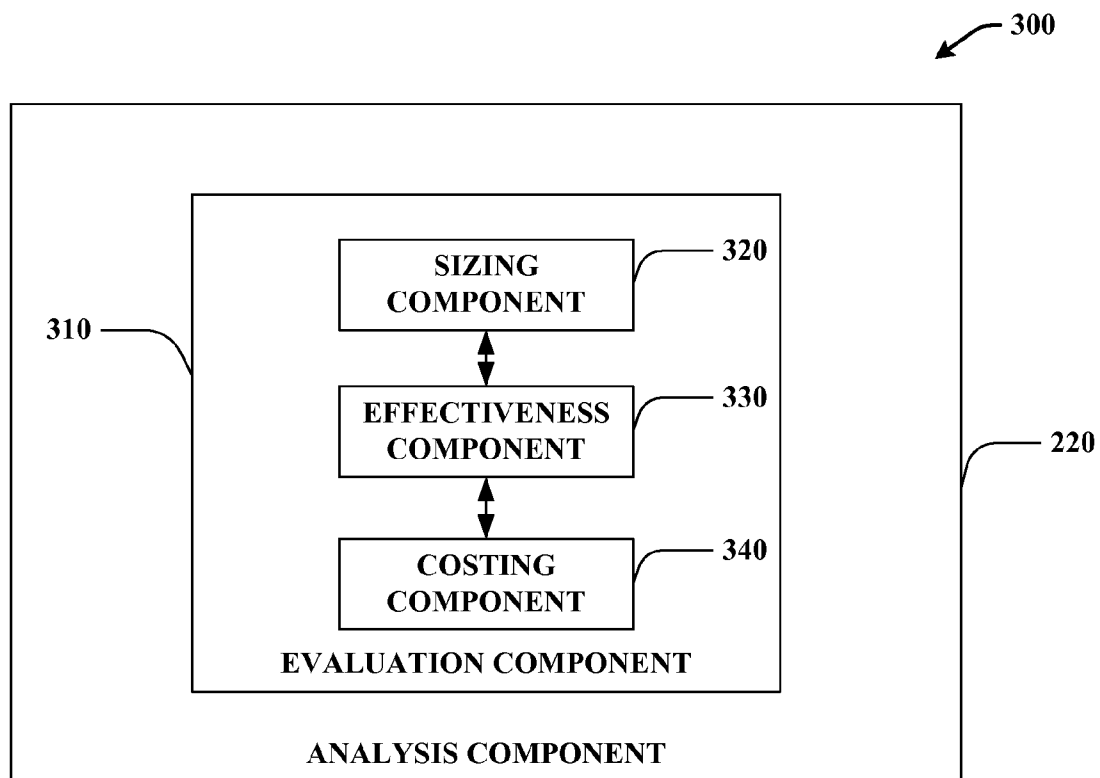 300
SIZING
COMPONENT
320
310
EFFECTIVENESS
COMPONENT
330
220
COSTING
COMPONENT
340
EVALUATION COMPONENT
ANALYSIS COMPONENT